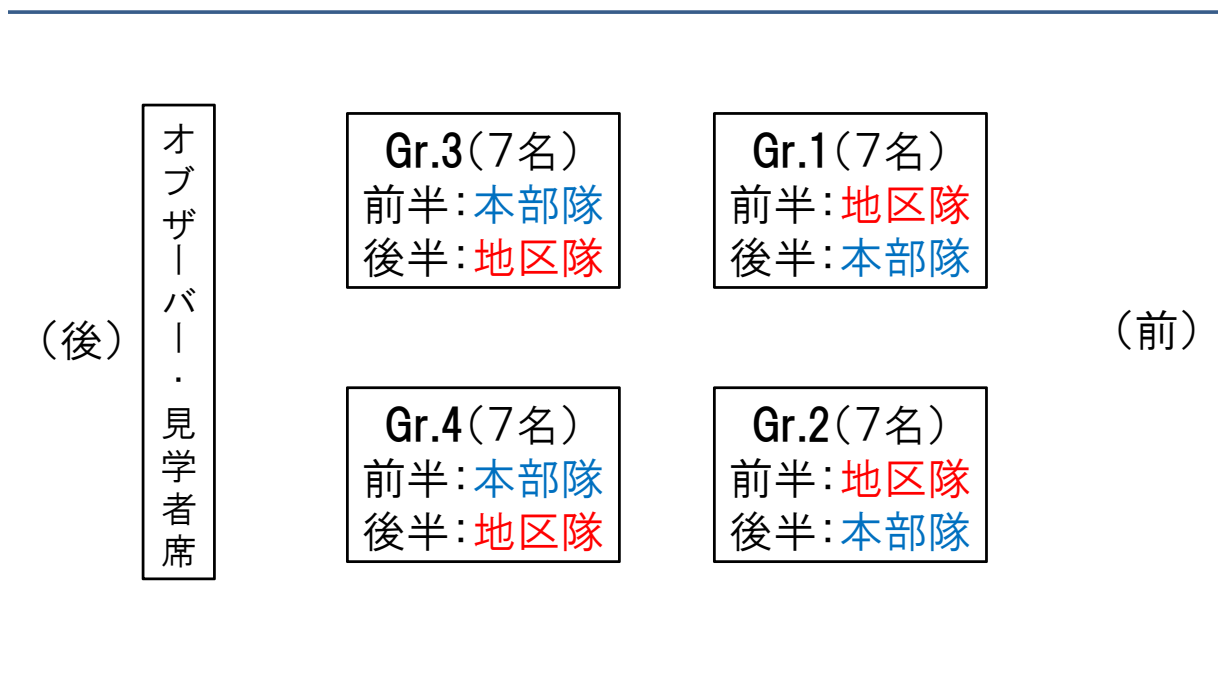 (後)
オブザーバー・見学者席
Gr.3(7名)
前半:本部隊
後半:地区隊
Gr.1(7名)
前半:地区隊
後半:本部隊
Gr.4(7名)
前半:本部隊
後半:地区隊
Gr.2(7名)
前半:地区隊
後半:本部隊
(前)